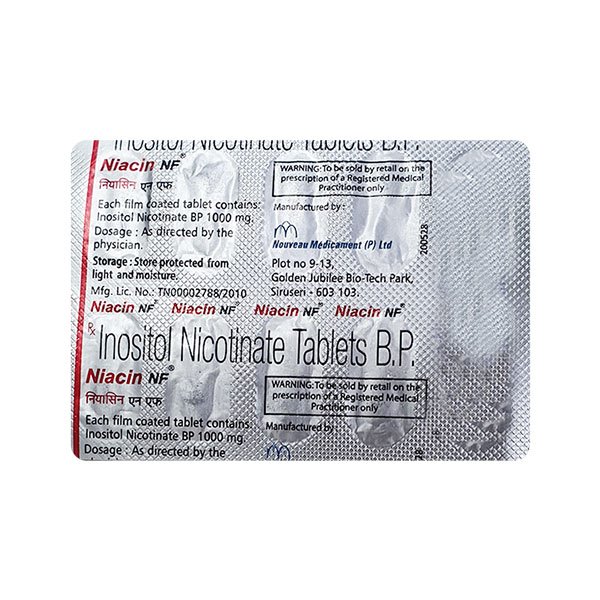 Inositol Nicotinate Tablets B.P.
Niacin NF®
नियासिन एन एफ
Each film coated tablet contains:
Inositol Nicotinate BP 1000 mg.
Dosage : As directed by the
physician.
Storage : Store protected from
light and moisture.
Mfg. Lic. No.: TN00002788/2010
WARNING: To be sold by retail on the
prescription of a Registered Medical
Practitioner only
Manufactured by :
Nouveau Medicament (P) Ltd
Plot no 9-13,
Golden Jubilee Bio-Tech Park,
Siruseri - 603 103.
200528
Niacin NF® Niacin NF® Niacin NF® Niacin NF®
Rx
Inositol Nicotinate Tablets B.P.
Niacin NF®
नियासिन एन एफ
Each film coated tablet contains:
Inositol Nicotinate BP 1000 mg.
Dosage : As directed by the
WARNING: To be sold by retail on the
prescription of a Registered Medical
Practitioner only
Manufactured by :
28